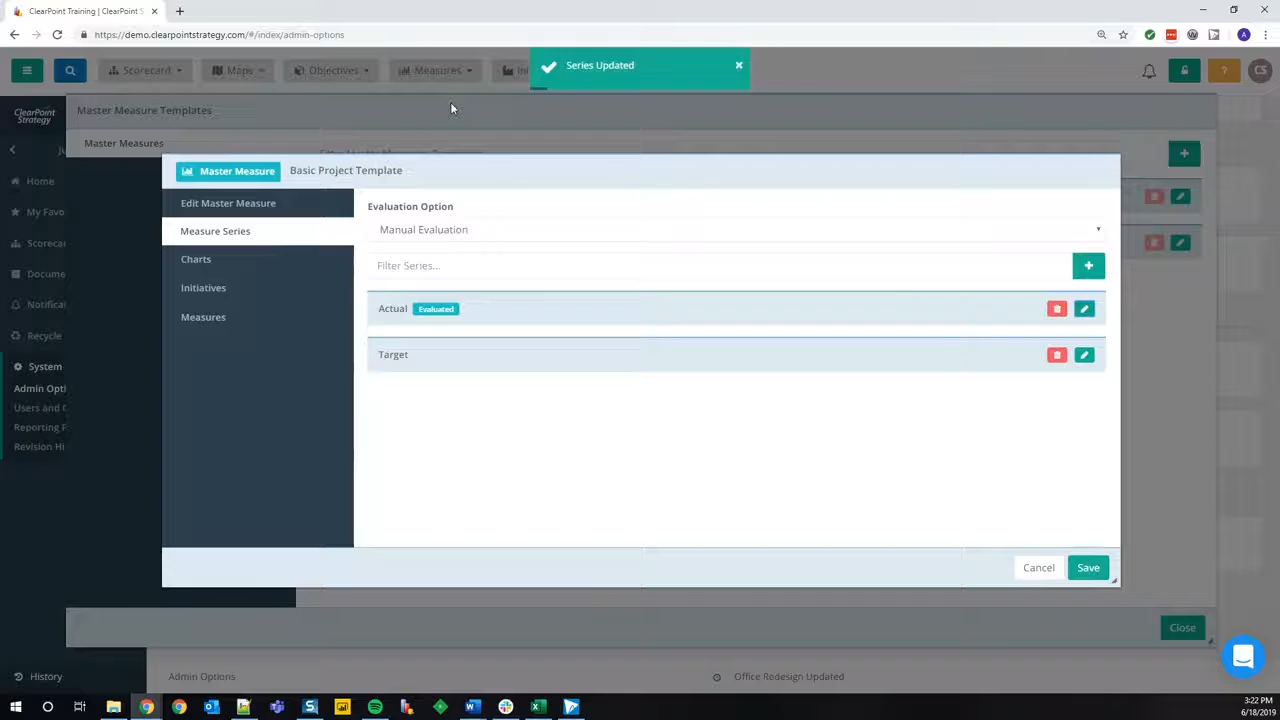 ClearPoint Training | ClearPoint S
https://demo.clearpointstrategy.com/#/index/admin-options
Scorecard
Maps
Objectives
Measures
Series Updated
CS
ClearPoint
Strategy
Master Measure Templates
Master Measures
Home
My Favo
Scorecar
Docume
Notificat
Recycle
System
Admin Opti
Users and G
Reporting P
Revision Hi
History
Master Measure
Basic Project Template
Edit Master Measure
Measure Series
Charts
Initiatives
Measures
Evaluation Option
Manual Evaluation
Filter Series...
Actual
Evaluated
Target
Cancel
Save
Close
Admin Options
Office Redesign Updated
3:22 PM
6/18/2019